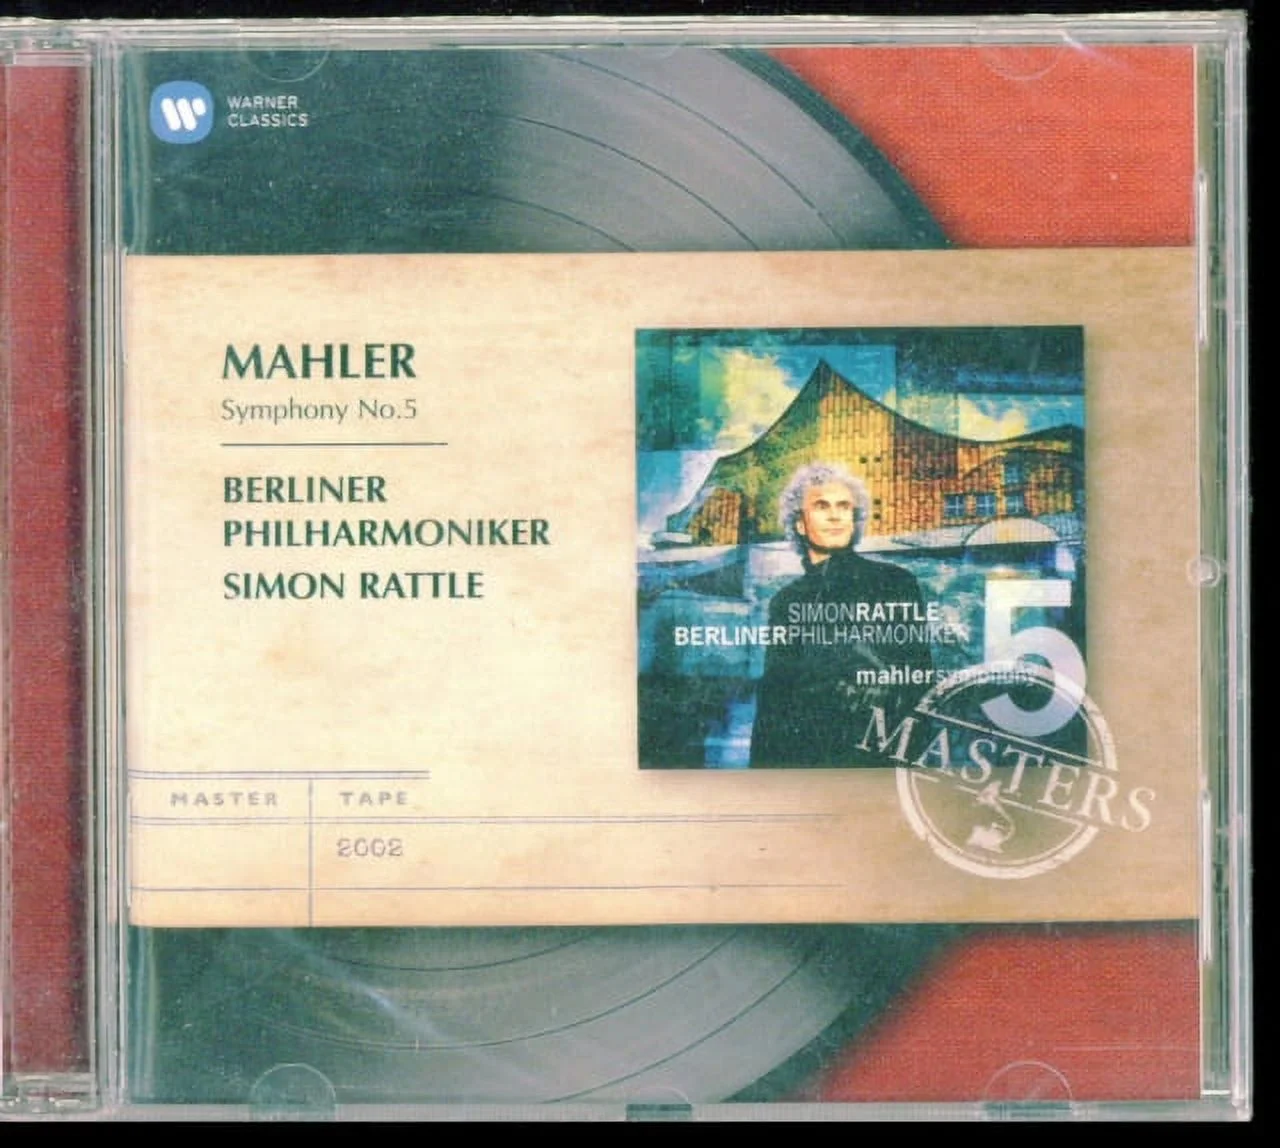 WARNER
CLASSICS
MAHLER
Symphony No.5
BERLINER
PHILHARMONIKER
SIMON RATTLE
SIMONRATTLE
BERLINERPHILHARMONIKER
mahlersymphony
5
MASTERS
MASTER TAPE
2002